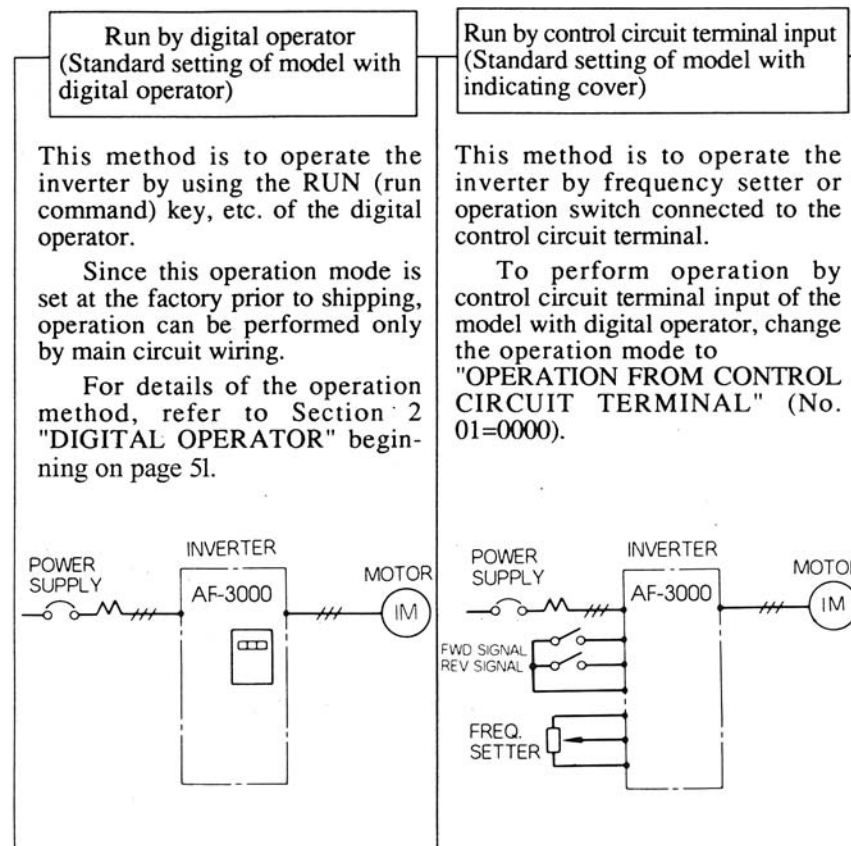 Run by digital operator
(Standard setting of model with
digital operator)
This method is to operate the
inverter by using the RUN (run
command) key, etc. of the digital
operator.
Since this operation mode is
set at the factory prior to shipping,
operation can be performed only
by main circuit wiring.
For details of the operation
method, refer to Section 2
"DIGITAL OPERATOR" begin-
ning on page 51.
POWER
SUPPLY
INVERTER
AF-3000
MOTOR
IM
Run by control circuit terminal input
(Standard setting of model with
indicating cover)
This method is to operate the
inverter by frequency setter or
operation switch connected to the
control circuit terminal.
To perform operation by
control circuit terminal input of the
model with digital operator, change
the operation mode to
"OPERATION FROM CONTROL
CIRCUIT TERMINAL" (No.
01=0000).
POWER
SUPPLY
INVERTER
AF-3000
MOTOR
IM
FWD SIGNAL
REV SIGNAL
FREQ.
SETTER